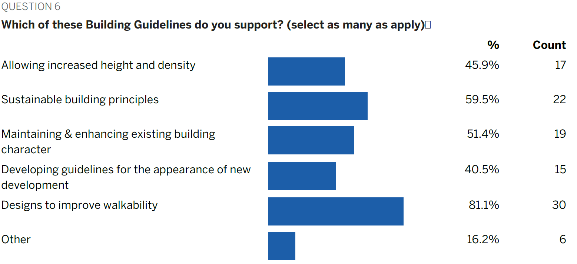 QUESTION 6
Which of these Building Guidelines do you support? (select as many as apply)
% Count
Allowing increased height and density 45.9% 17
Sustainable building principles 59.5% 22
Maintaining & enhancing existing building 51.4% 19
character
Developing guidelines for the appearance of new 40.5% 15
development
Designs to improve walkability 81.1% 30
Other 16.2% 6